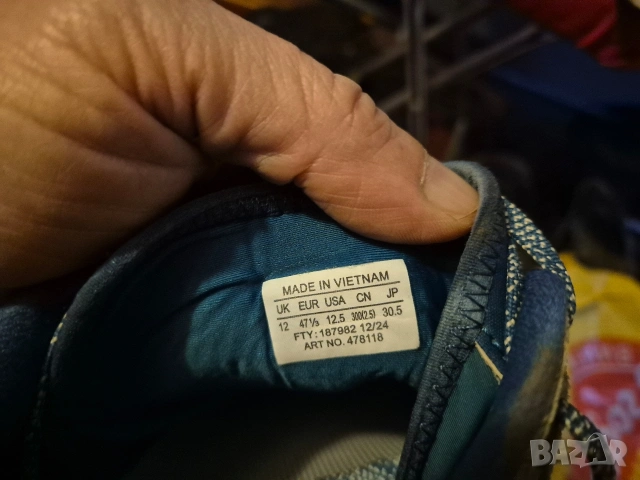 MADE IN VIETNAM
UK EUR USA CN JP
12 47⅓ 12.5 300(2.5) 30.5
FTY: 187982 12/24
ART NO. 478118
BAZAR